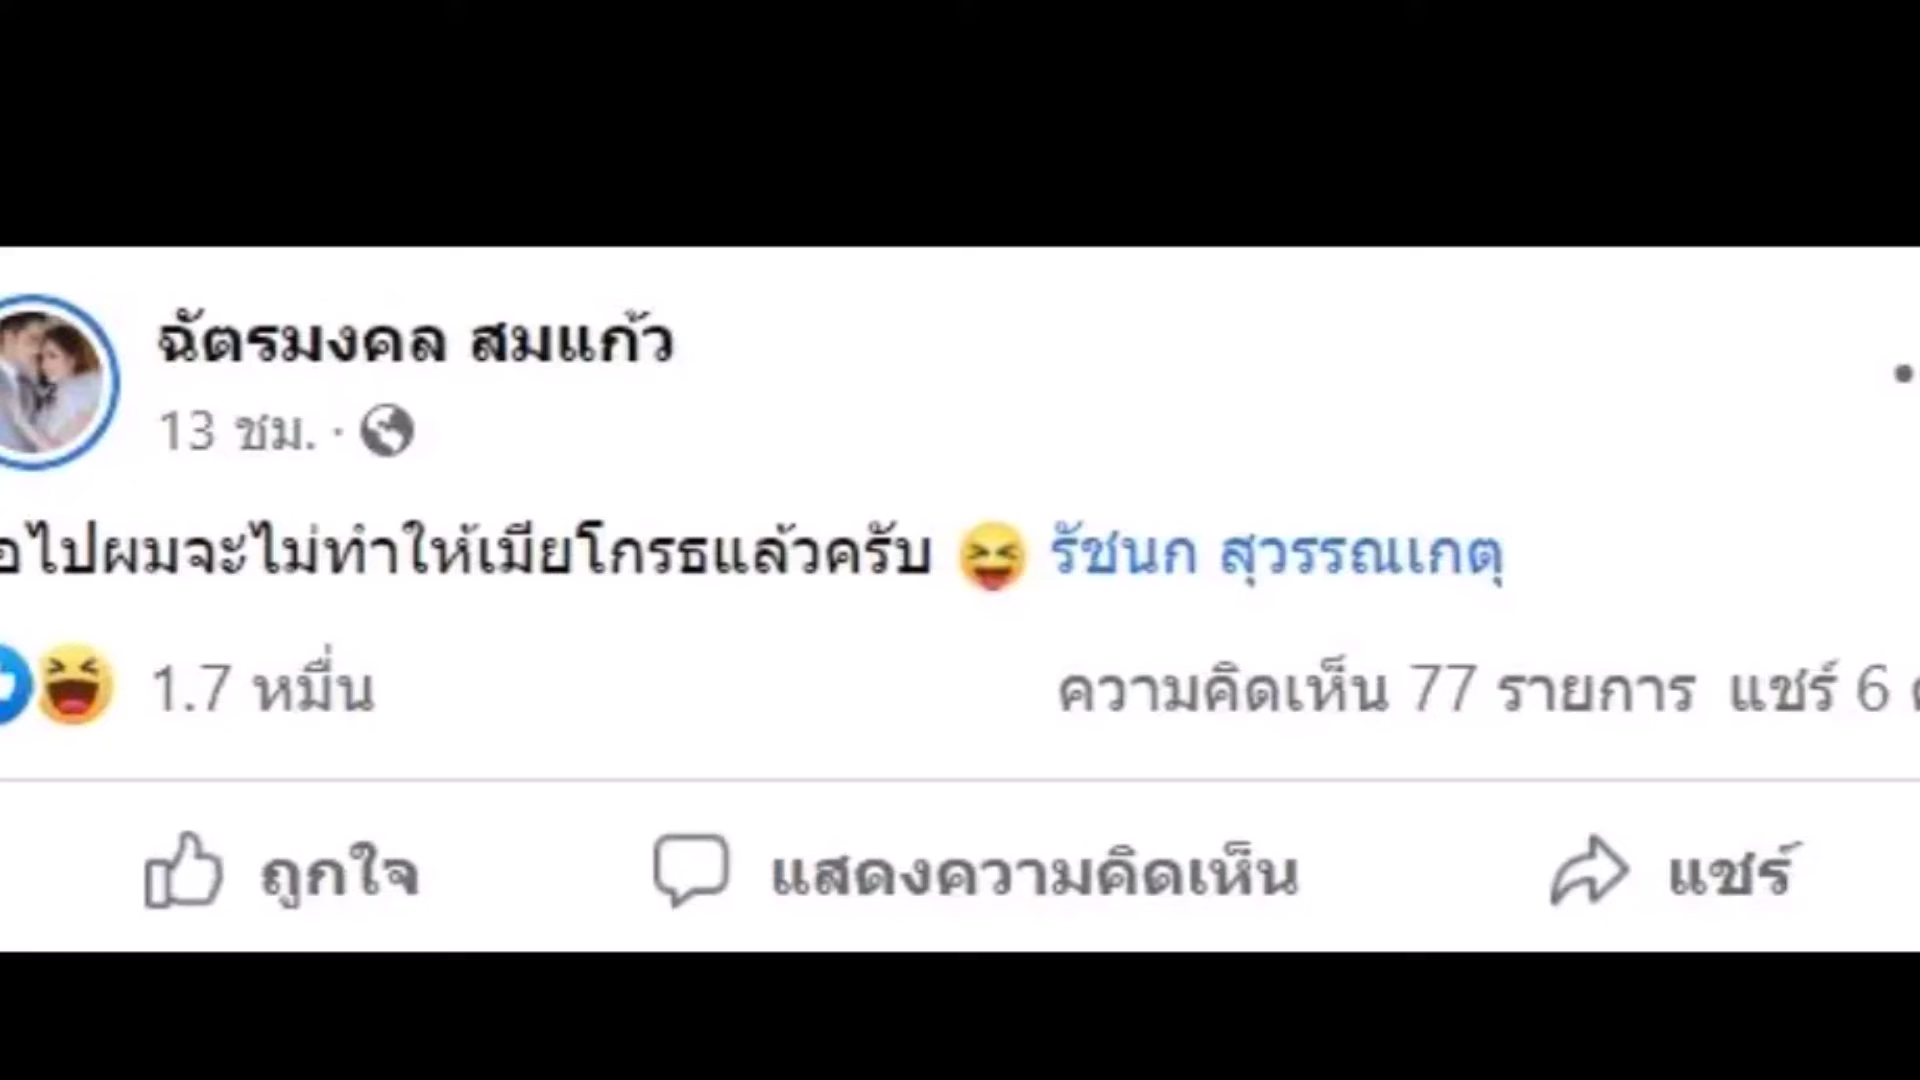 ฉัตรมงคล สมแก้ว
13 ชม. ·
อไปผมจะไม่ทำให้เมียโกรธแล้วครับ 😝 รัชนก สุวรรณเกตุ
1.7 หมื่น ความคิดเห็น 77 รายการ แชร์ 6
ถูกใจ แสดงความคิดเห็น แชร์